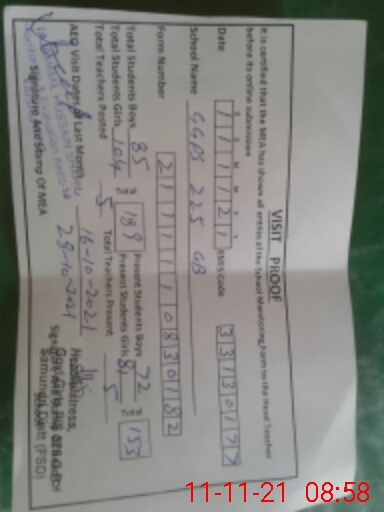 VISIT PROOF
It is certified that the MEA has shown all entries of the School Monitoring Form to the Head Teacher
before its online submission
Date 1 1 1 1 2 1 EMIS Code 3 3 1 3 0 1 7 7
School Name GGPS 225 GB
Form Number 2 1 1 1 1 1 0 8 3 0 1 8 2
Total Students Boys 85 Present Students Boys 72
Total Students Girls 104 189 Present Students Girls 81 153
Total Teachers Posted 5 Total Teachers Present 5
AEO Visit Dates of Last Month 16-10-2021
25-10-2021
Signature And Stamp Of MEA
Headmistress,
Samundri Distt (FSD)
11-11-21 08:58